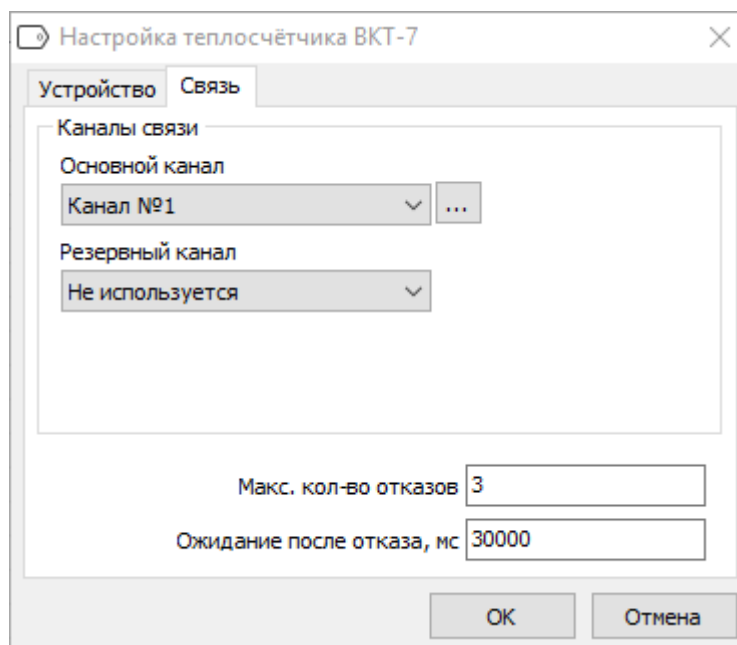 Настройка теплосчётчика ВКТ-7
Устройство Связь
Каналы связи
Основной канал
Канал №1 ...
Резервный канал
Не используется
Макс. кол-во отказов 3
Ожидание после отказа, мс 30000
ОК Отмена